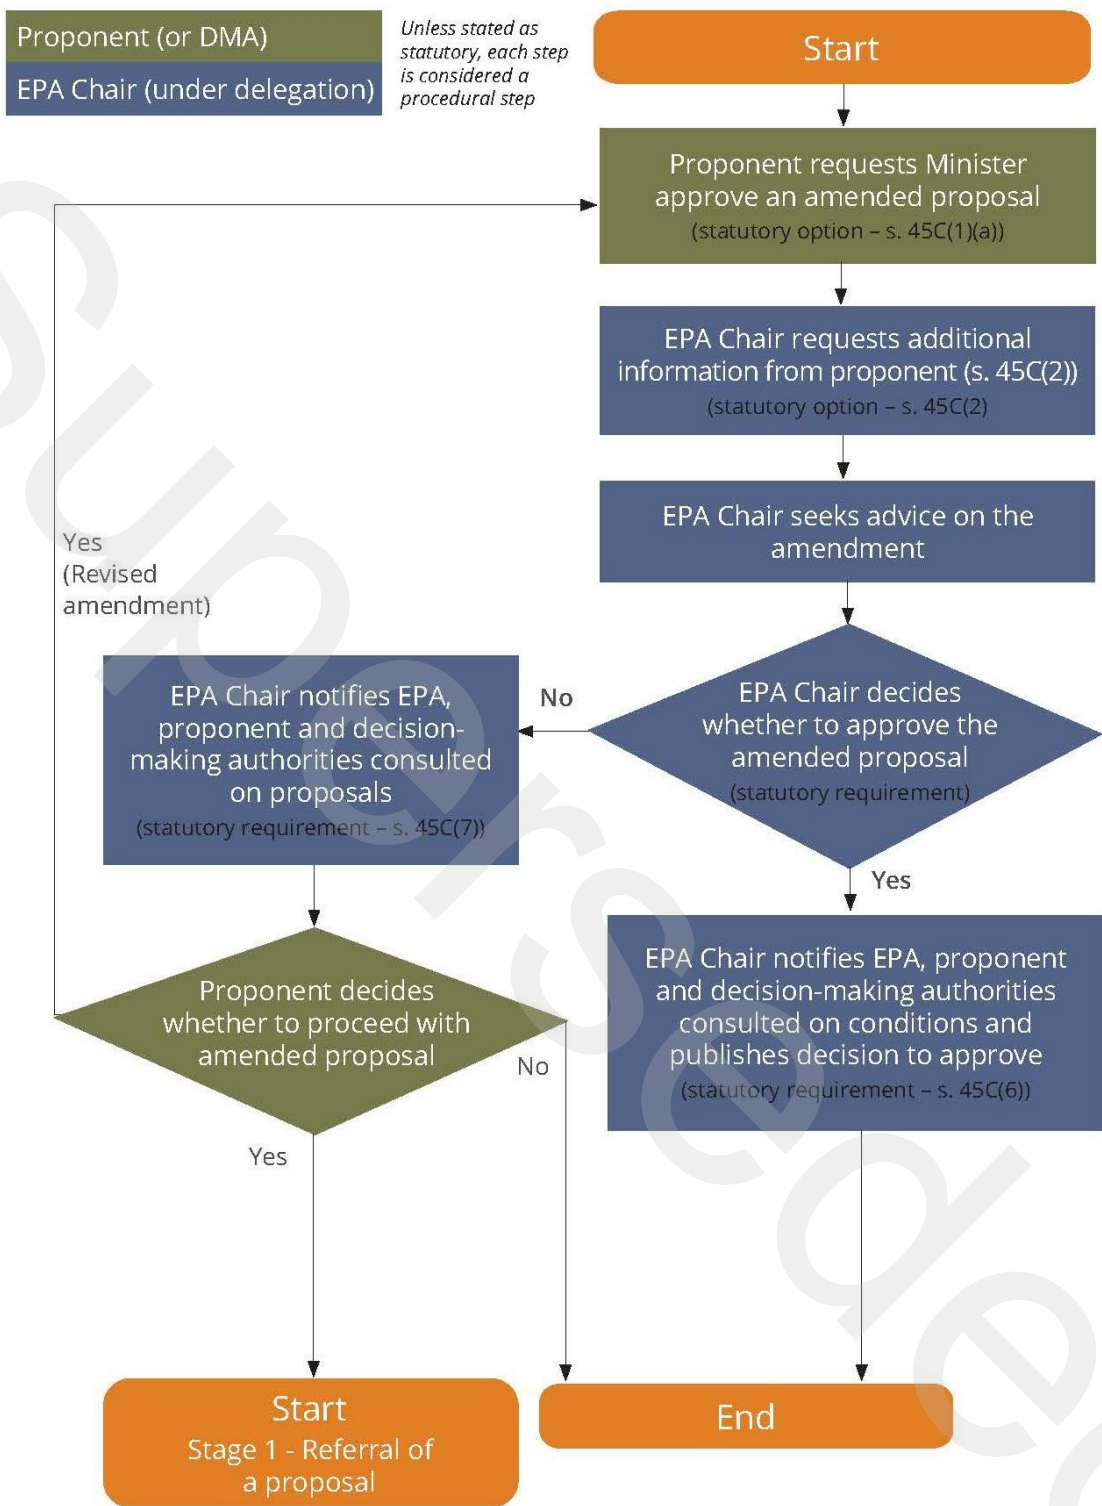 Proponent (or DMA)
EPA Chair (under delegation)
Unless stated as
statutory, each step
is considered a
procedural step
Start
Proponent requests Minister
approve an amended proposal
(statutory option – s. 45C(1)(a))
EPA Chair requests additional
information from proponent (s. 45C(2))
(statutory option – s. 45C(2)
EPA Chair seeks advice on the
amendment
EPA Chair decides
whether to approve the
amended proposal
(statutory requirement)
No
Yes
EPA Chair notifies EPA,
proponent and decision-
making authorities consulted
on proposals
(statutory requirement – s. 45C(7))
EPA Chair notifies EPA, proponent
and decision-making authorities
consulted on conditions and
publishes decision to approve
(statutory requirement – s. 45C(6))
Proponent decides
whether to proceed with
amended proposal
Yes
(Revised
amendment)
No
Yes
Start
Stage 1 - Referral of
a proposal
End
Superseded